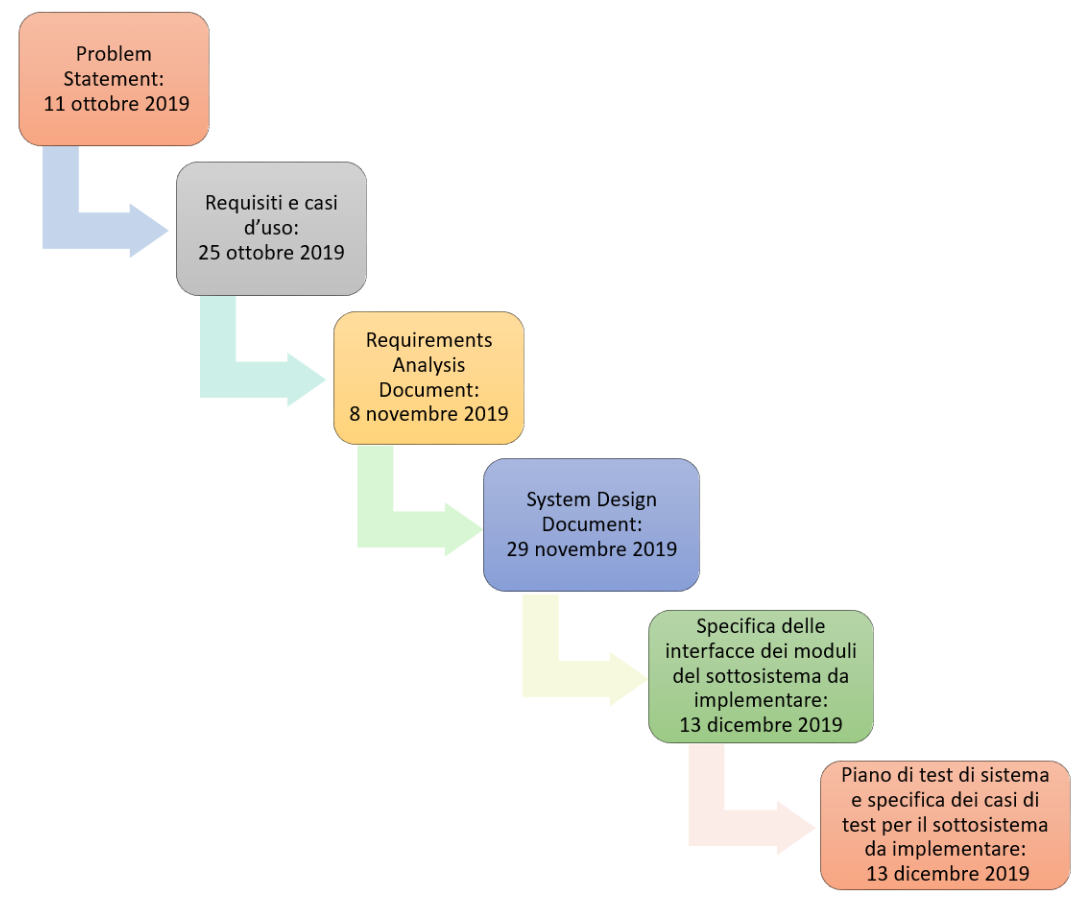 Problem
Statement:
11 ottobre 2019
Requisiti e casi
d’uso:
25 ottobre 2019
Requirements
Analysis
Document:
8 novembre 2019
System Design
Document:
29 novembre 2019
Specifica delle
interfacce dei moduli
del sottosistema da
implementare:
13 dicembre 2019
Piano di test di sistema
e specifica dei casi di
test per il sottosistema
da implementare:
13 dicembre 2019